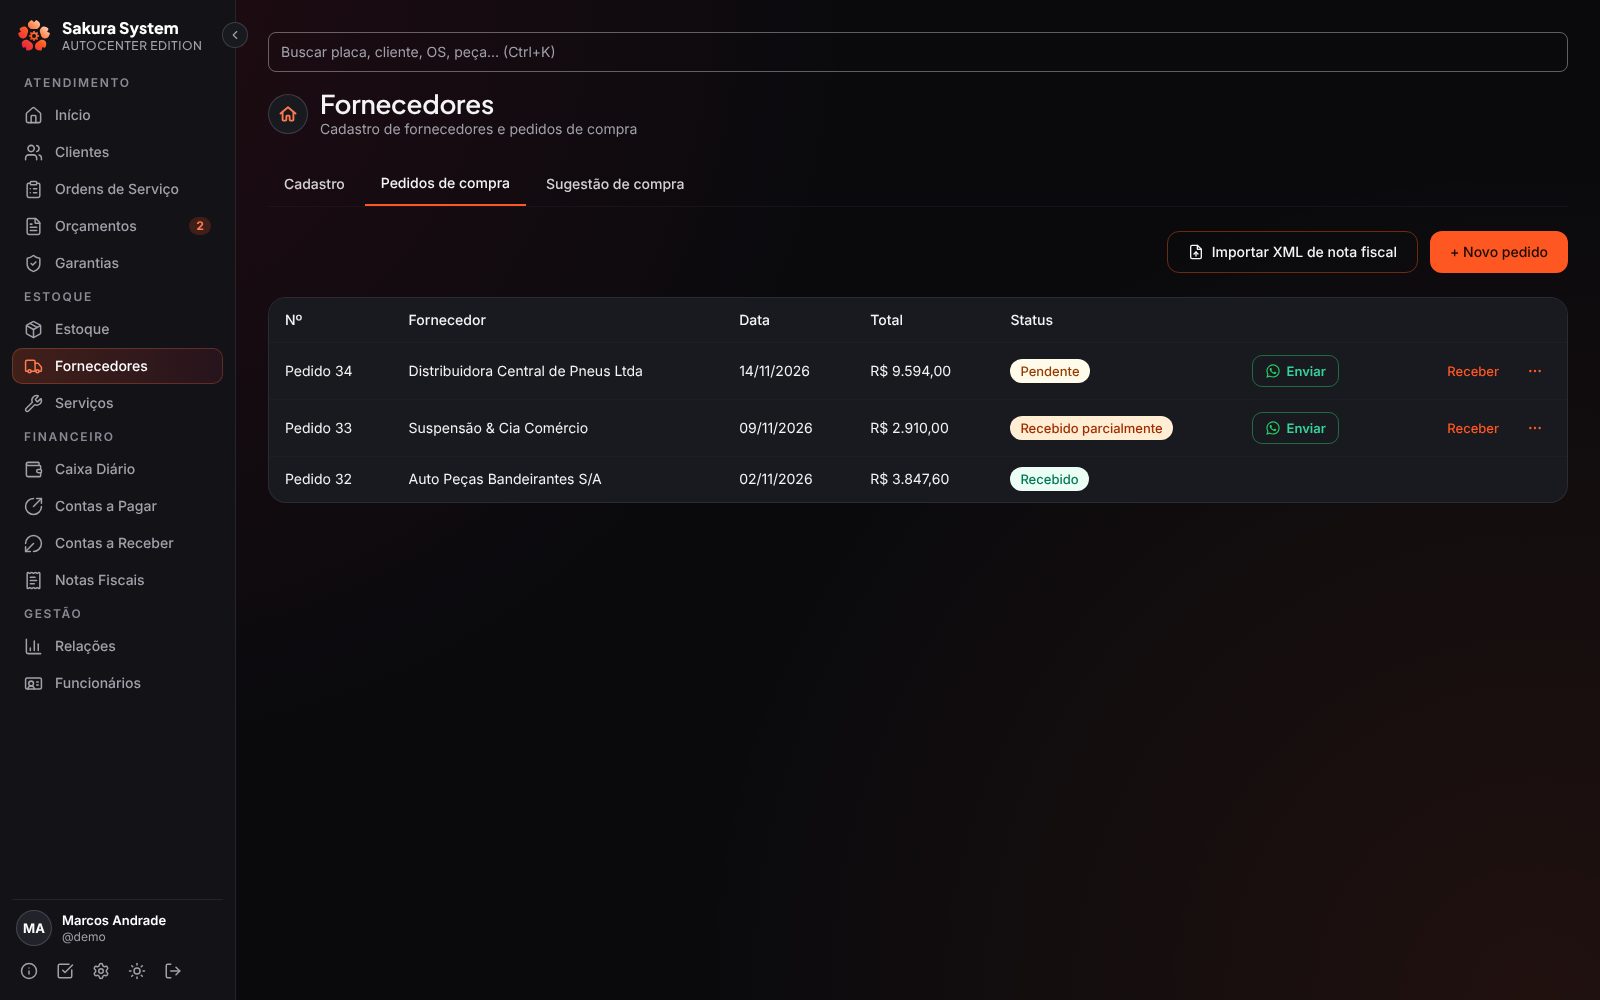 Sakura System
AUTOCENTER EDITION
ATENDIMENTO
Início
Clientes
Ordens de Serviço
Orçamentos 2
Garantias
ESTOQUE
Estoque
Fornecedores
Serviços
FINANCEIRO
Caixa Diário
Contas a Pagar
Contas a Receber
Notas Fiscais
GESTÃO
Relações
Funcionários
MA
Marcos Andrade
@demo
Buscar placa, cliente, OS, peça... (Ctrl+K)
Fornecedores
Cadastro de fornecedores e pedidos de compra
Cadastro Pedidos de compra Sugestão de compra
Importar XML de nota fiscal + Novo pedido
Nº Fornecedor Data Total Status
Pedido 34 Distribuidora Central de Pneus Ltda 14/11/2026 R$ 9.594,00 Pendente Enviar Receber ...
Pedido 33 Suspensão & Cia Comércio 09/11/2026 R$ 2.910,00 Recebido parcialmente Enviar Receber ...
Pedido 32 Auto Peças Bandeirantes S/A 02/11/2026 R$ 3.847,60 Recebido